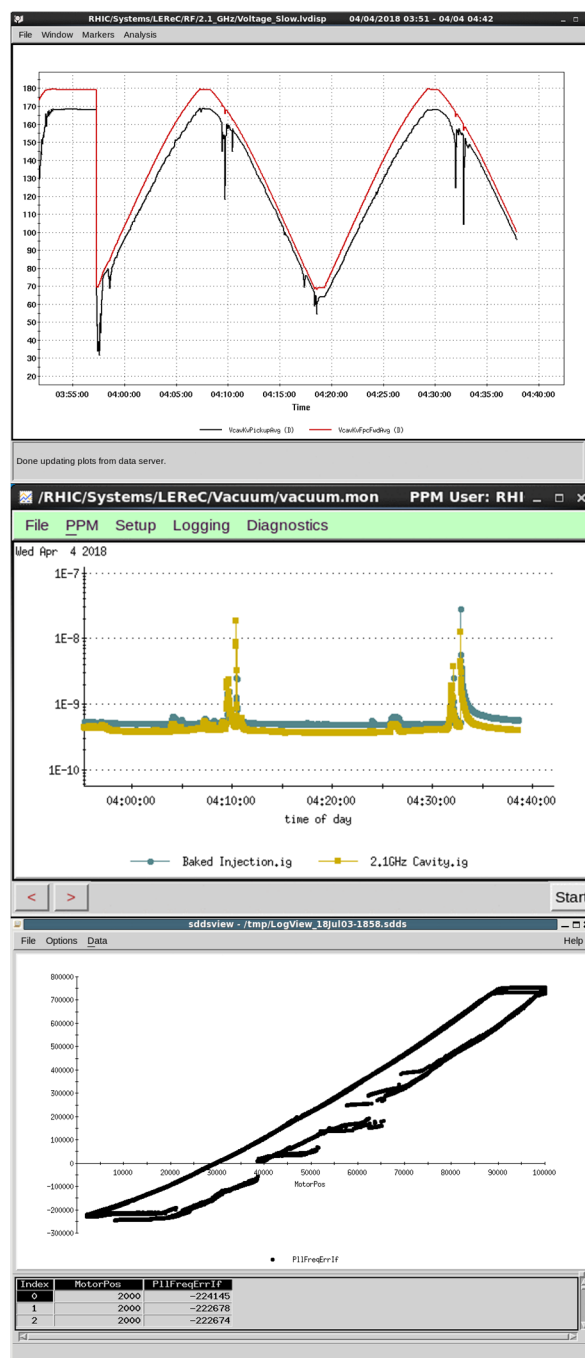 RHIC/Systems/LEReC/RF/2.1_GHz/Voltage_Slow.lvdisp 04/04/2018 03:51 - 04/04 04:42
File Window Markers Analysis
180
170
160
150
140
130
120
110
100
90
80
70
60
50
40
30
20
03:55:00 04:00:00 04:05:00 04:10:00 04:15:00 04:20:00 04:25:00 04:30:00 04:35:00 04:40:00
Time
VcavKvPickupAvg (D) VcavKvFpcFwdAvg (D)
Done updating plots from data server.
/RHIC/Systems/LEReC/Vacuum/vacuum.mon PPM User: RHI
File PPM Setup Logging Diagnostics
Wed Apr 4 2018
1E-7
1E-8
1E-9
1E-10
04:00:00 04:10:00 04:20:00 04:30:00 04:40:00
time of day
Baked Injection.ig 2.1GHz Cavity.ig
< > Start
sddsview - /tmp/LogView_18Jul03-1858.sdds
File Options Data Help
800000
700000
600000
500000
400000
300000
200000
100000
0
10000 20000 30000 40000 50000 60000 70000 80000 90000 100000
MotorPos
-100000
-200000
-300000
PllFreqErrIf
Index MotorPos PllFreqErrIf
0 2000 -224145
1 2000 -222678
2 2000 -222674